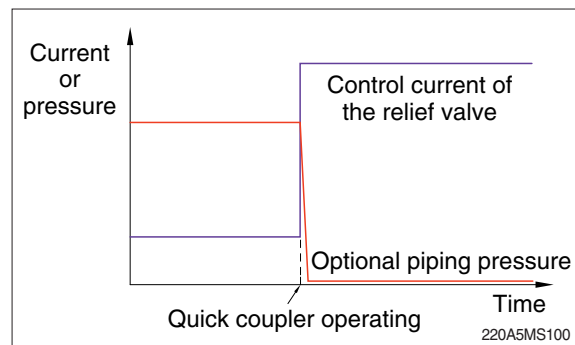 Current
or
pressure
Control current of
the relief valve
Optional piping pressure
Time
Quick coupler operating
220A5MS100